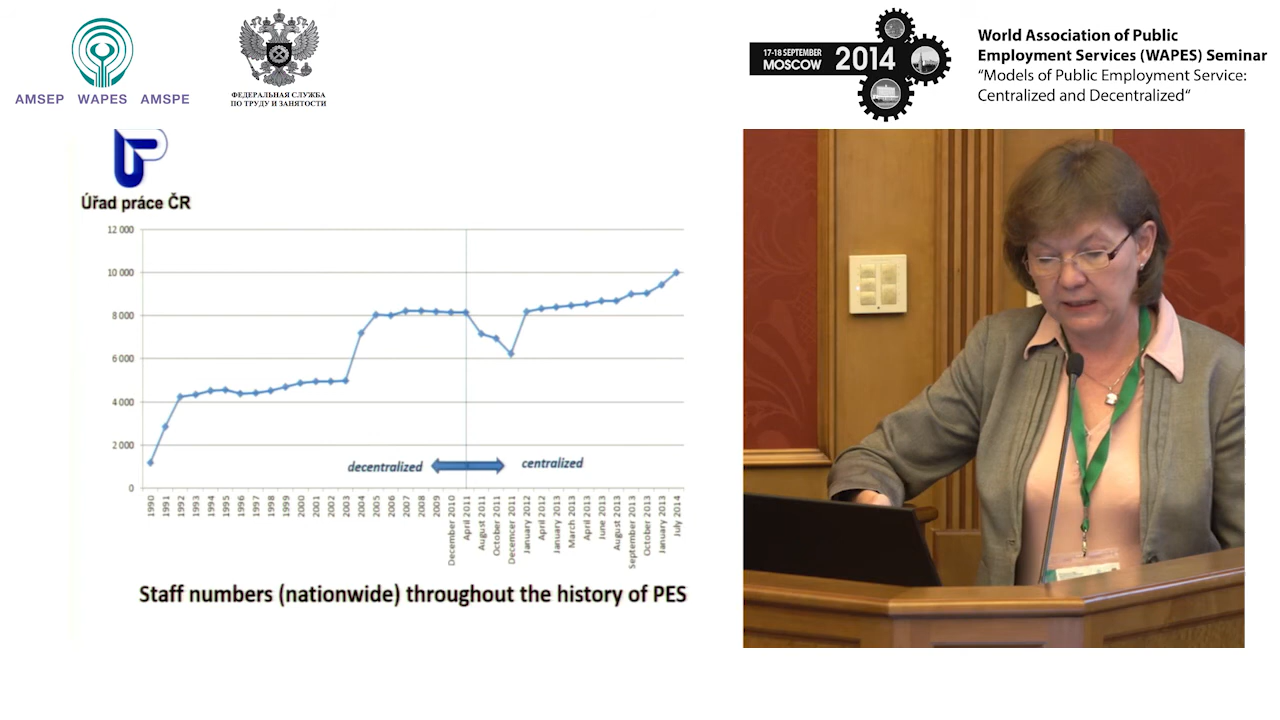 AMSEP WAPES AMSPE
ФЕДЕРАЛЬНАЯ СЛУЖБА
ПО ТРУДУ И ЗАНЯТОСТИ
17-18 SEPTEMBER
MOSCOW
2014
World Association of Public
Employment Services (WAPES) Seminar
“Models of Public Employment Service:
Centralized and Decentralized“
Úřad práce ČR
12 000
10 000
8 000
6 000
4 000
2 000
0
decentralized
centralized
1990
1991
1992
1993
1994
1995
1996
1997
1998
1999
2000
2001
2002
2003
2004
2005
2006
2007
2008
2009
December 2010
April 2011
August 2011
October 2011
Decemcer 2011
January 2012
April 2012
January 2013
March 2013
April 2013
June 2013
August 2013
September 2013
October 2013
January 2013
July 2014
Staff numbers (nationwide) throughout the history of PES